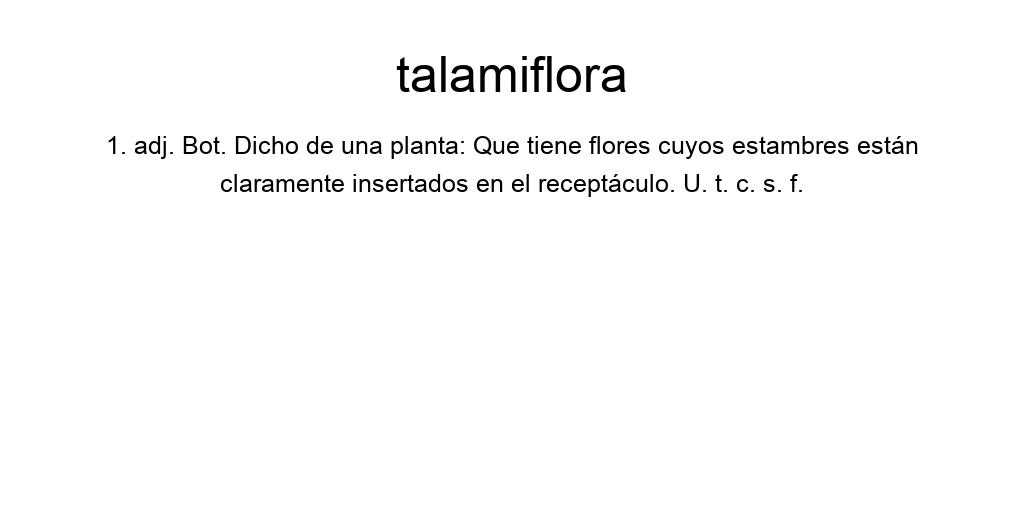 talamiflora
1. adj. Bot. Dicho de una planta: Que tiene flores cuyos estambres están
claramente insertados en el receptáculo. U. t. c. s. f.